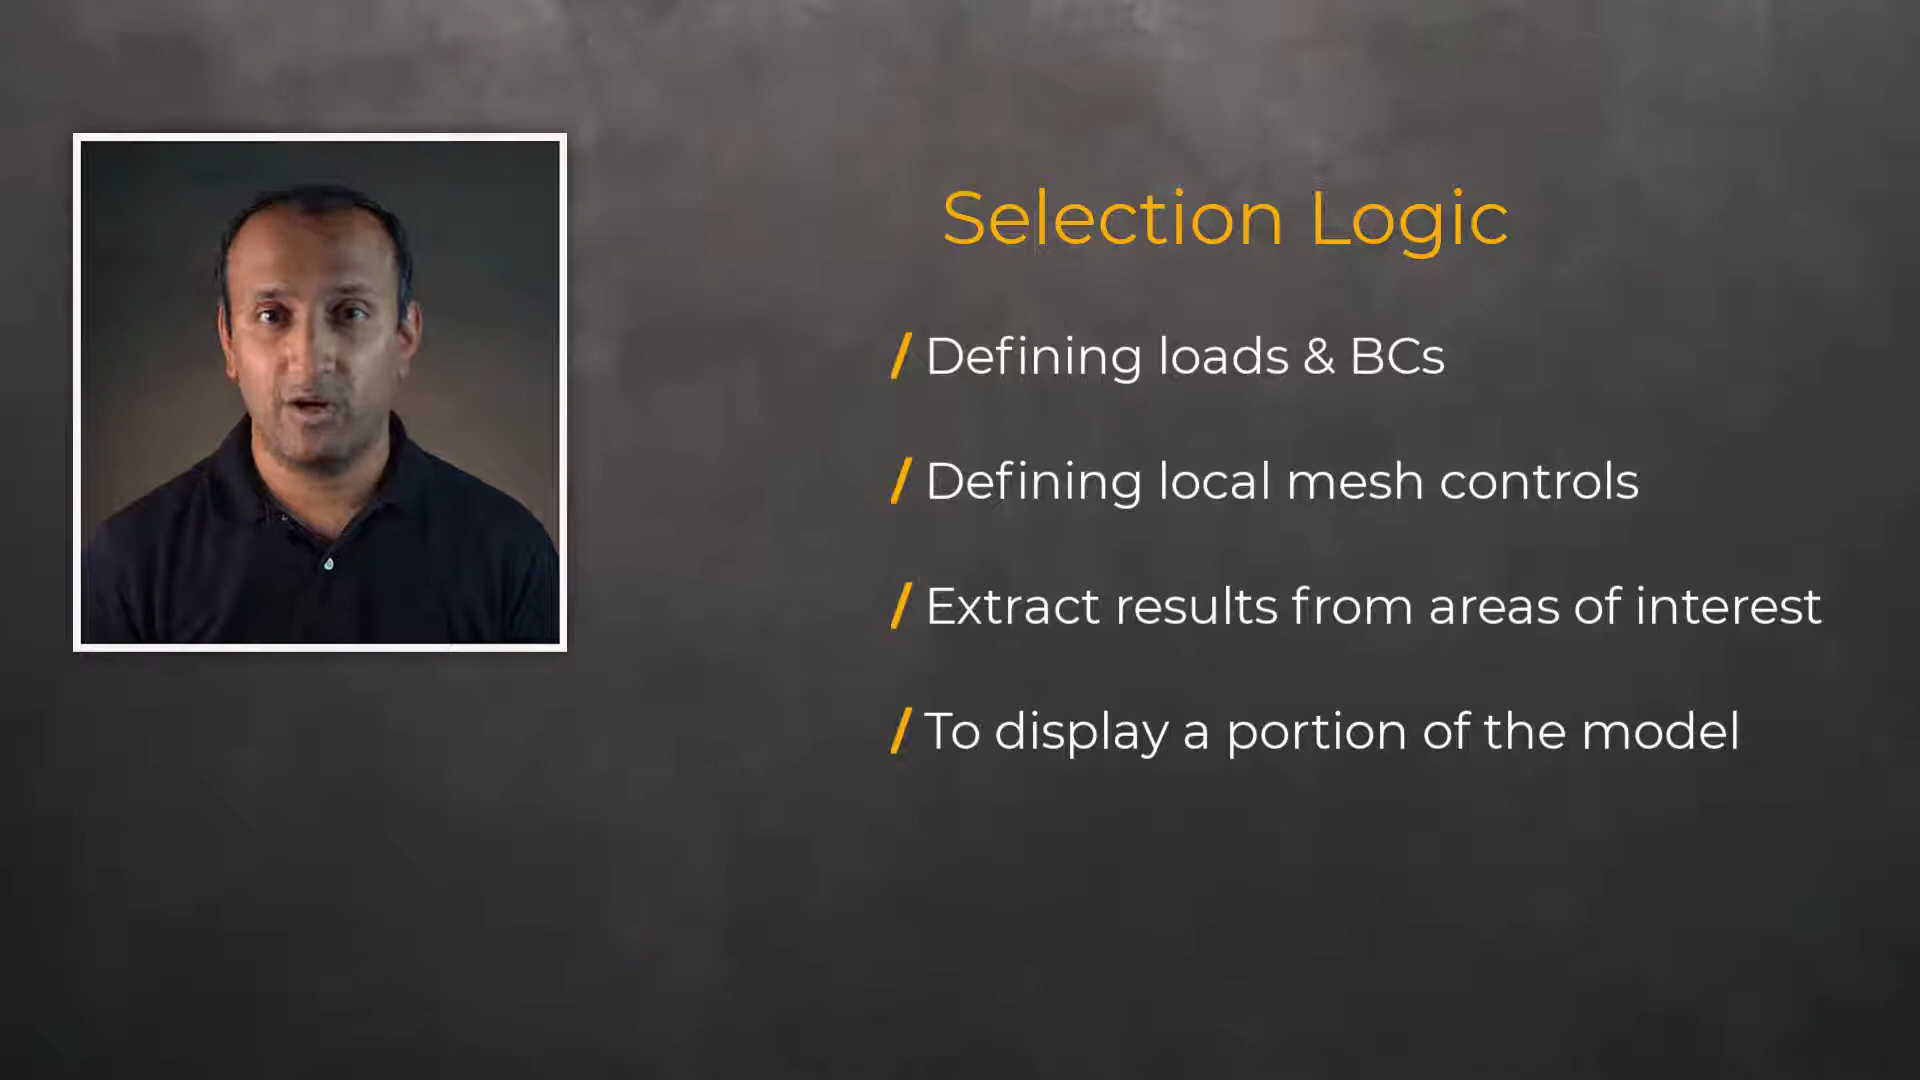 Selection Logic
/ Defining loads & BCs
/ Defining local mesh controls
/ Extract results from areas of interest
/ To display a portion of the model